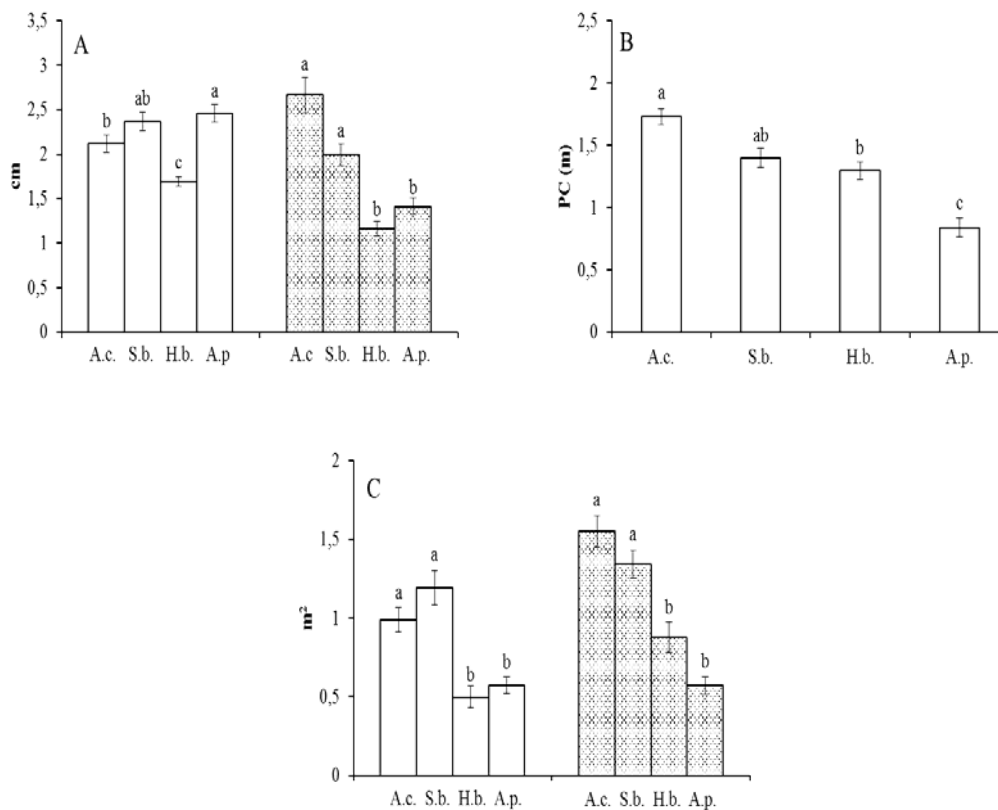 A
cm
3,5
3
2,5
2
1,5
1
0,5
0
b
ab
c
a
a
a
b
b
A.c. S.b. H.b. A.p A.c S.b. H.b. A.p.
B
PC (m)
2,5
2
1,5
1
0,5
0
a
ab
b
c
A.c. S.b. H.b. A.p.
C
m²
2
1,5
1
0,5
0
a
a
b
b
a
a
b
b
A.c. S.b. H.b. A.p. A.c. S.b. H.b. A.p.